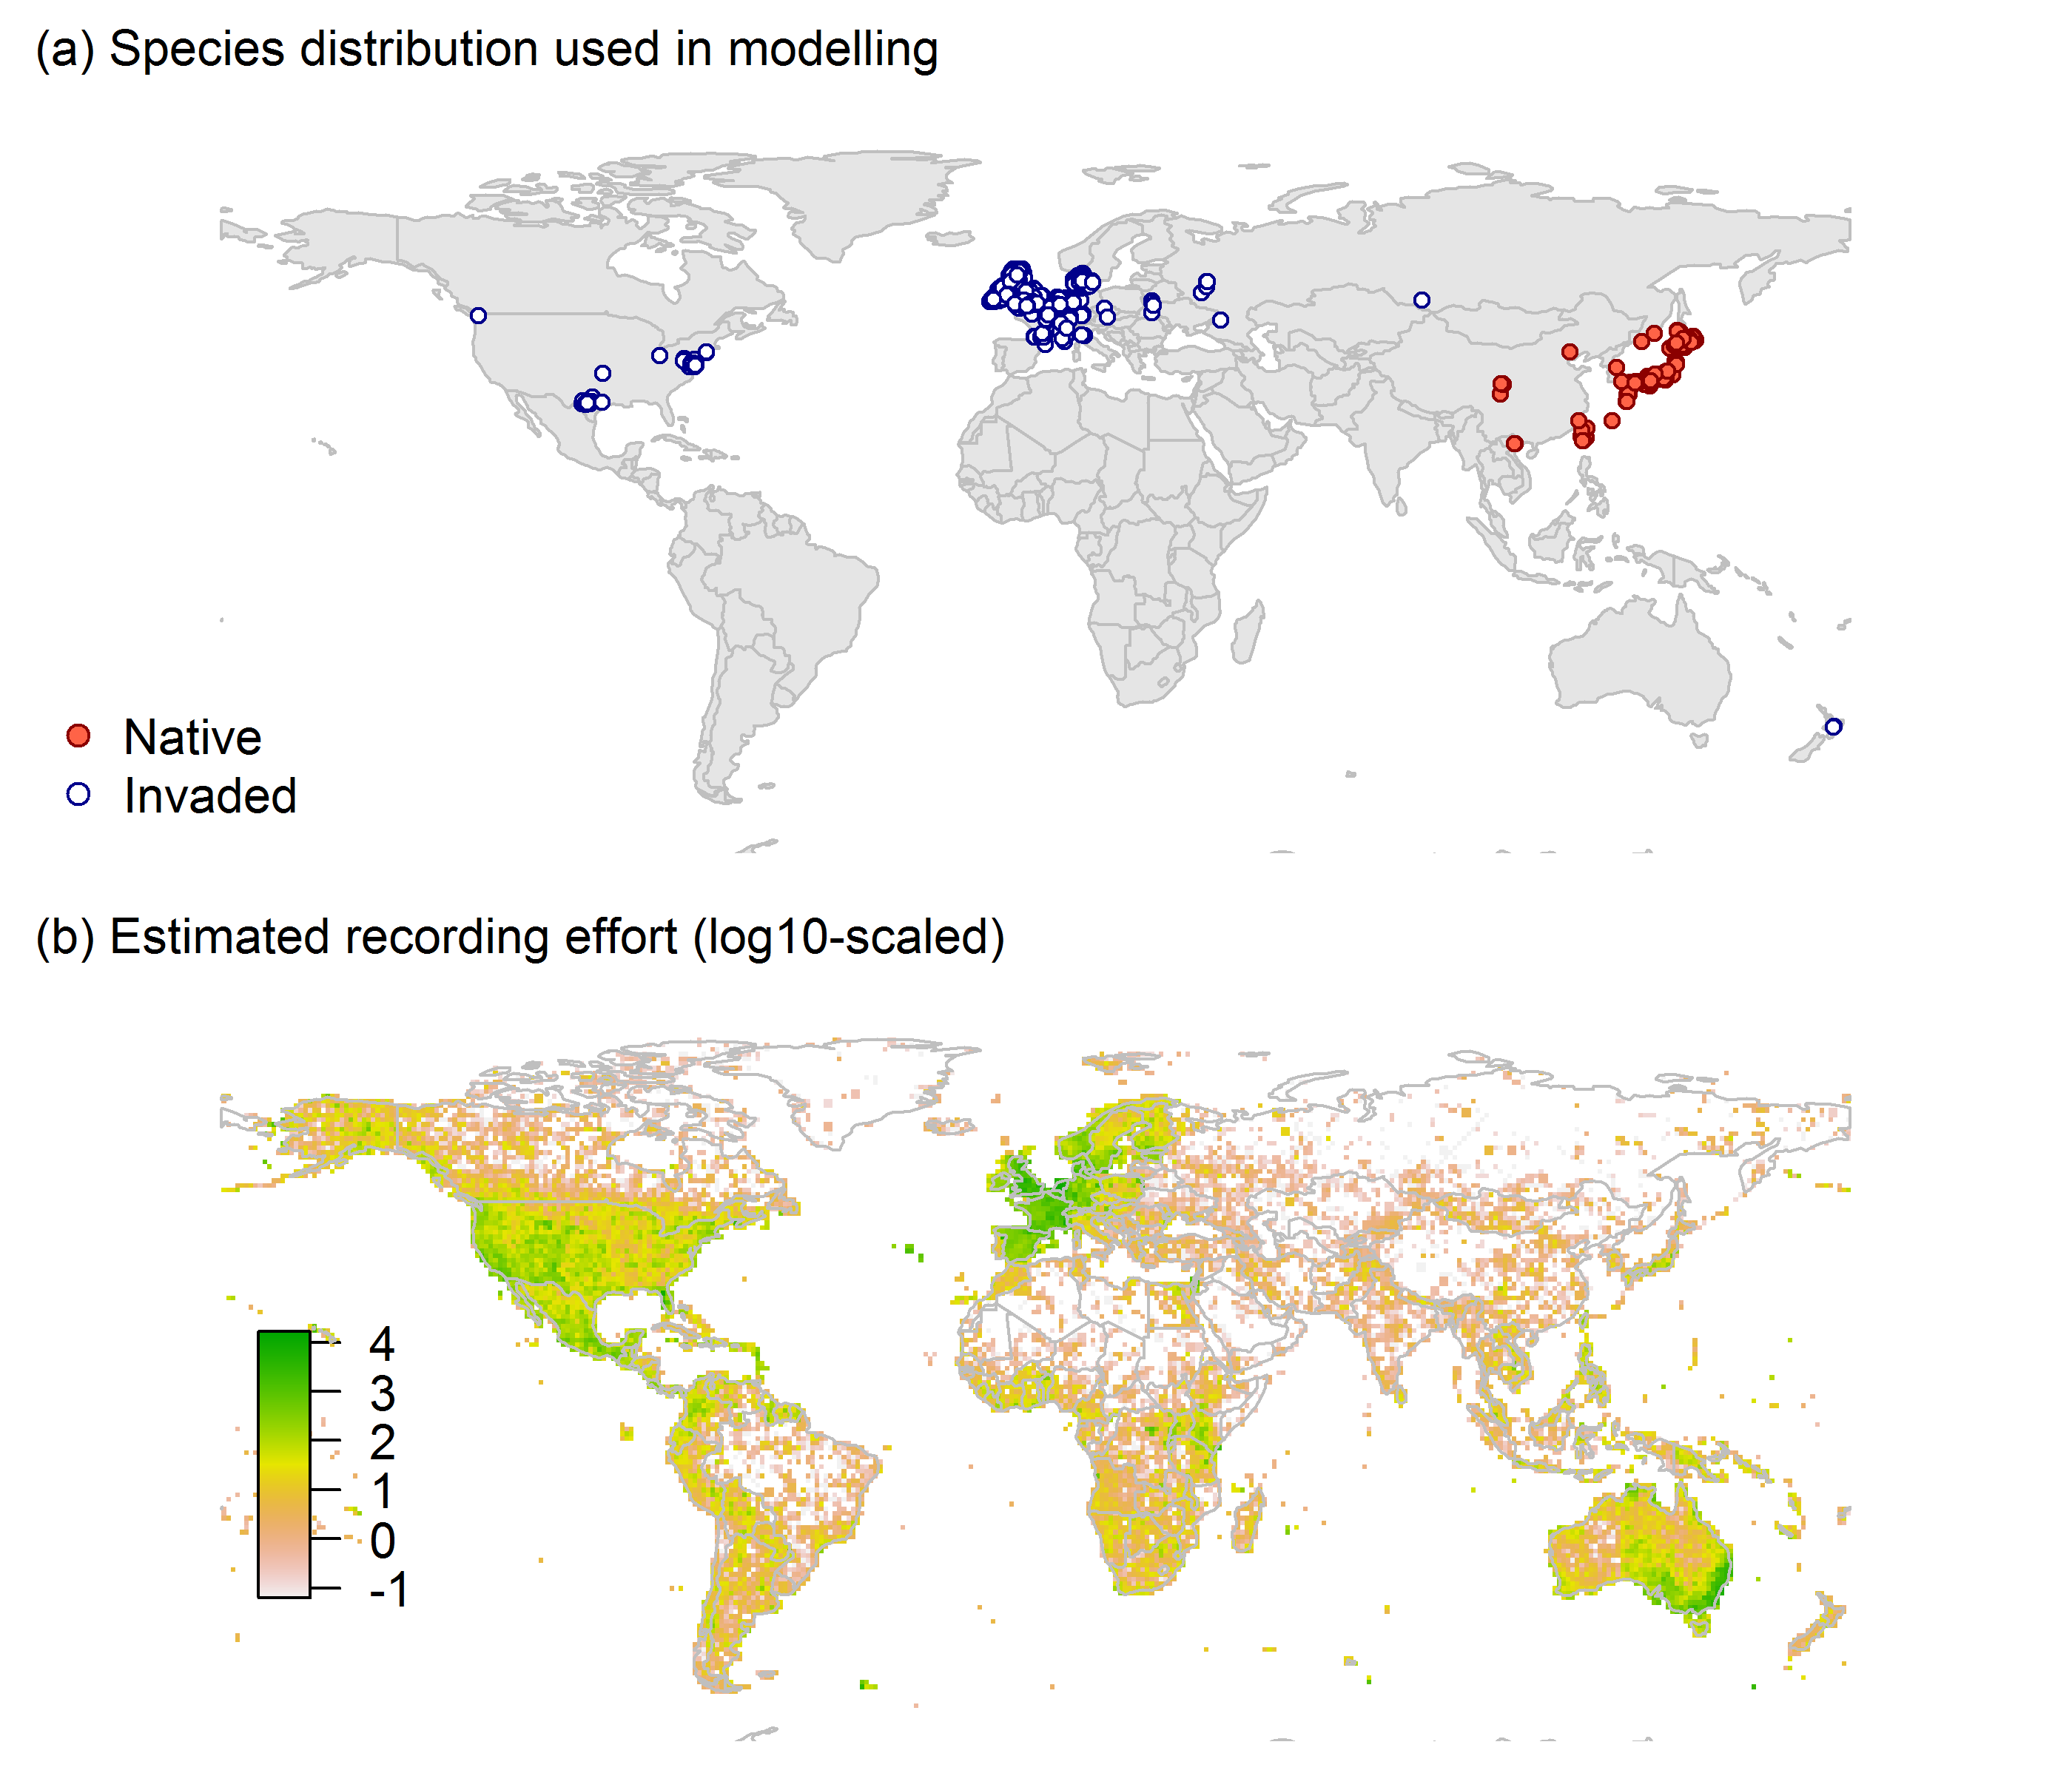 (a) Species distribution used in modelling
Native
Invaded
(b) Estimated recording effort (log10-scaled)
4
3
2
1
0
-1